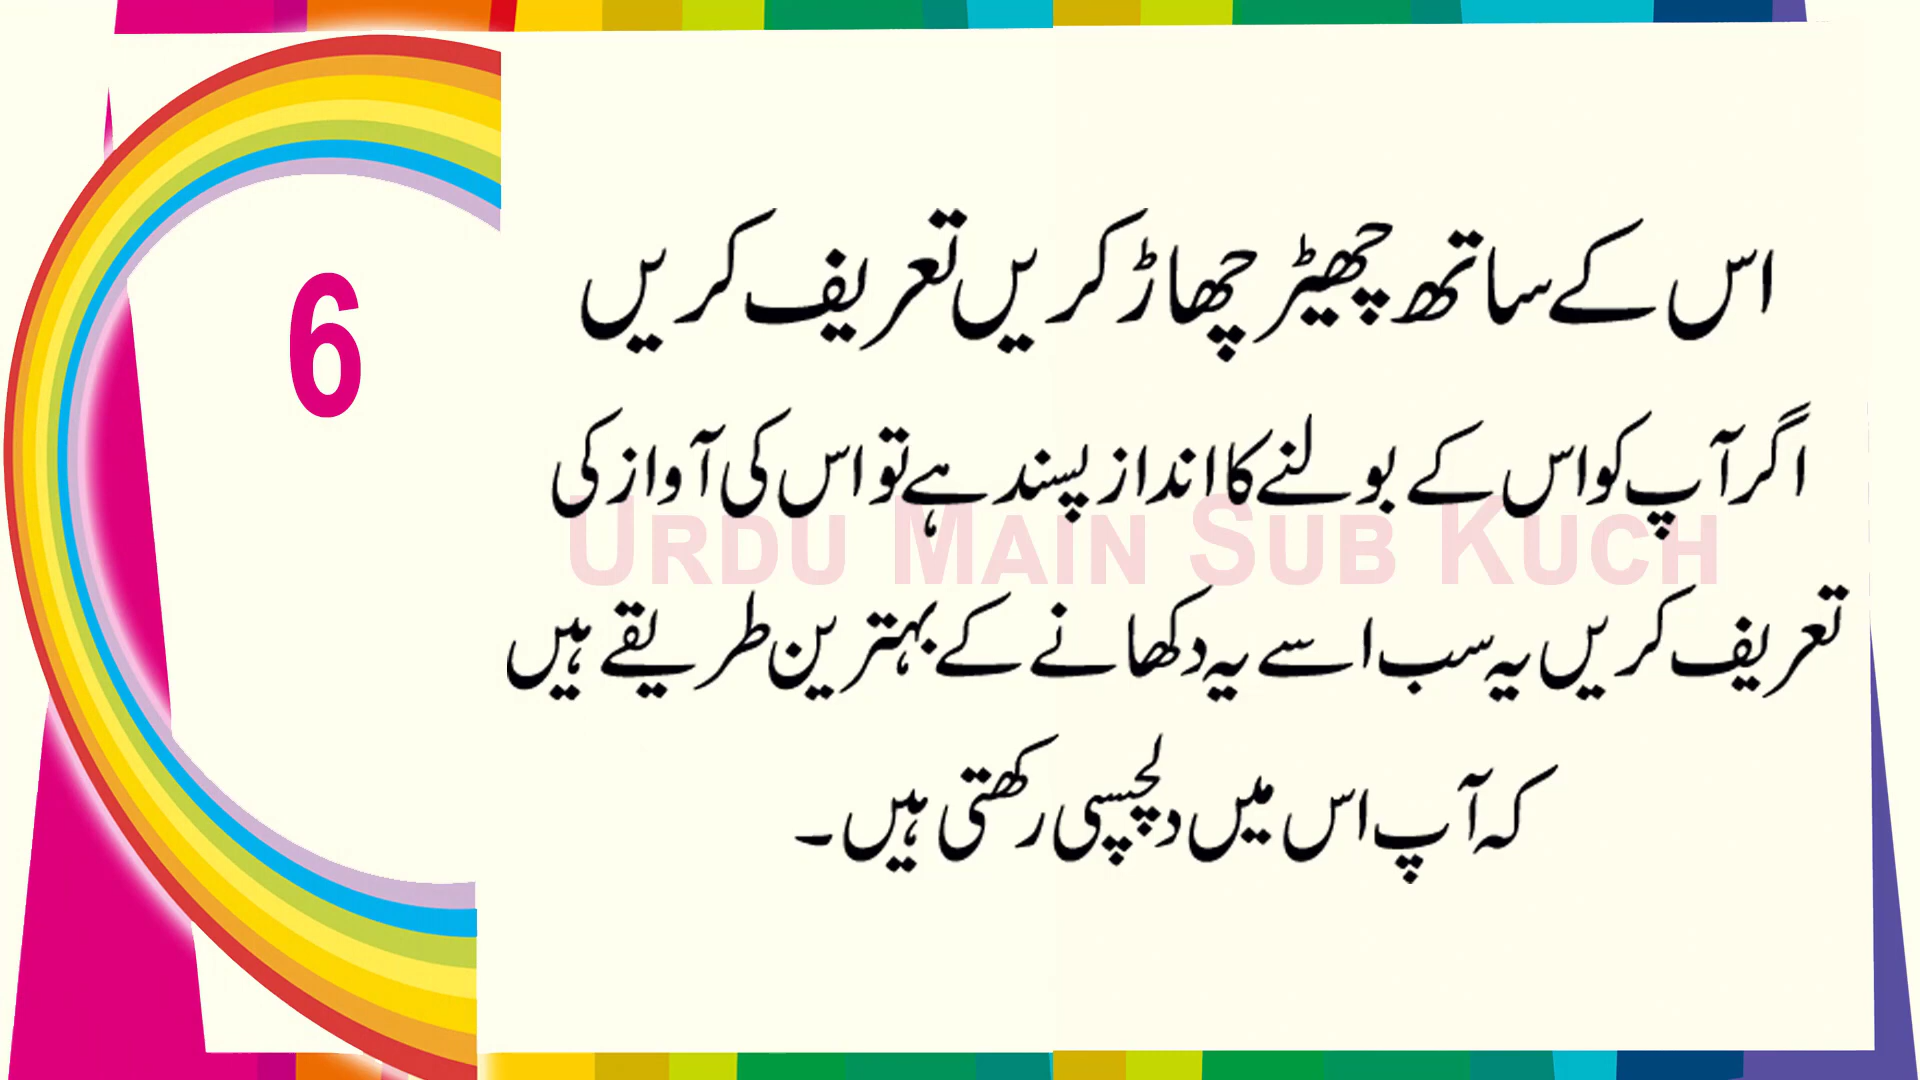 6
اس کے ساتھ چھیڑ چھاڑ کریں تعریف کریں
اگر آپ کو اس کے بولنے کا انداز پسند ہے تو اس کی آواز کی
Urdu Main Sub Kuch
تعریف کریں یہ سب اسے یہ دکھانے کے بہترین طریقے ہیں
کہ آپ اس میں دلچسپی رکھتی ہیں۔